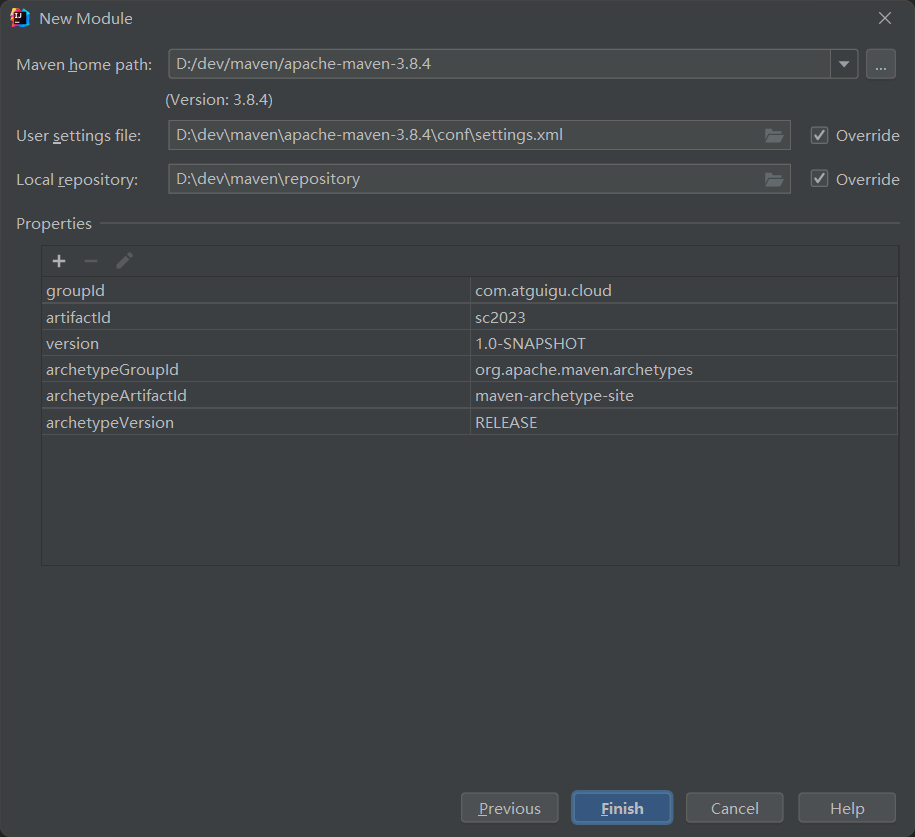 New Module
Maven home path: D:/dev/maven/apache-maven-3.8.4 ...
(Version: 3.8.4)
User settings file: D:\dev\maven\apache-maven-3.8.4\conf\settings.xml Override
Local repository: D:\dev\maven\repository Override
Properties
groupId com.atguigu.cloud
artifactId sc2023
version 1.0-SNAPSHOT
archetypeGroupId org.apache.maven.archetypes
archetypeArtifactId maven-archetype-site
archetypeVersion RELEASE
Previous Finish Cancel Help